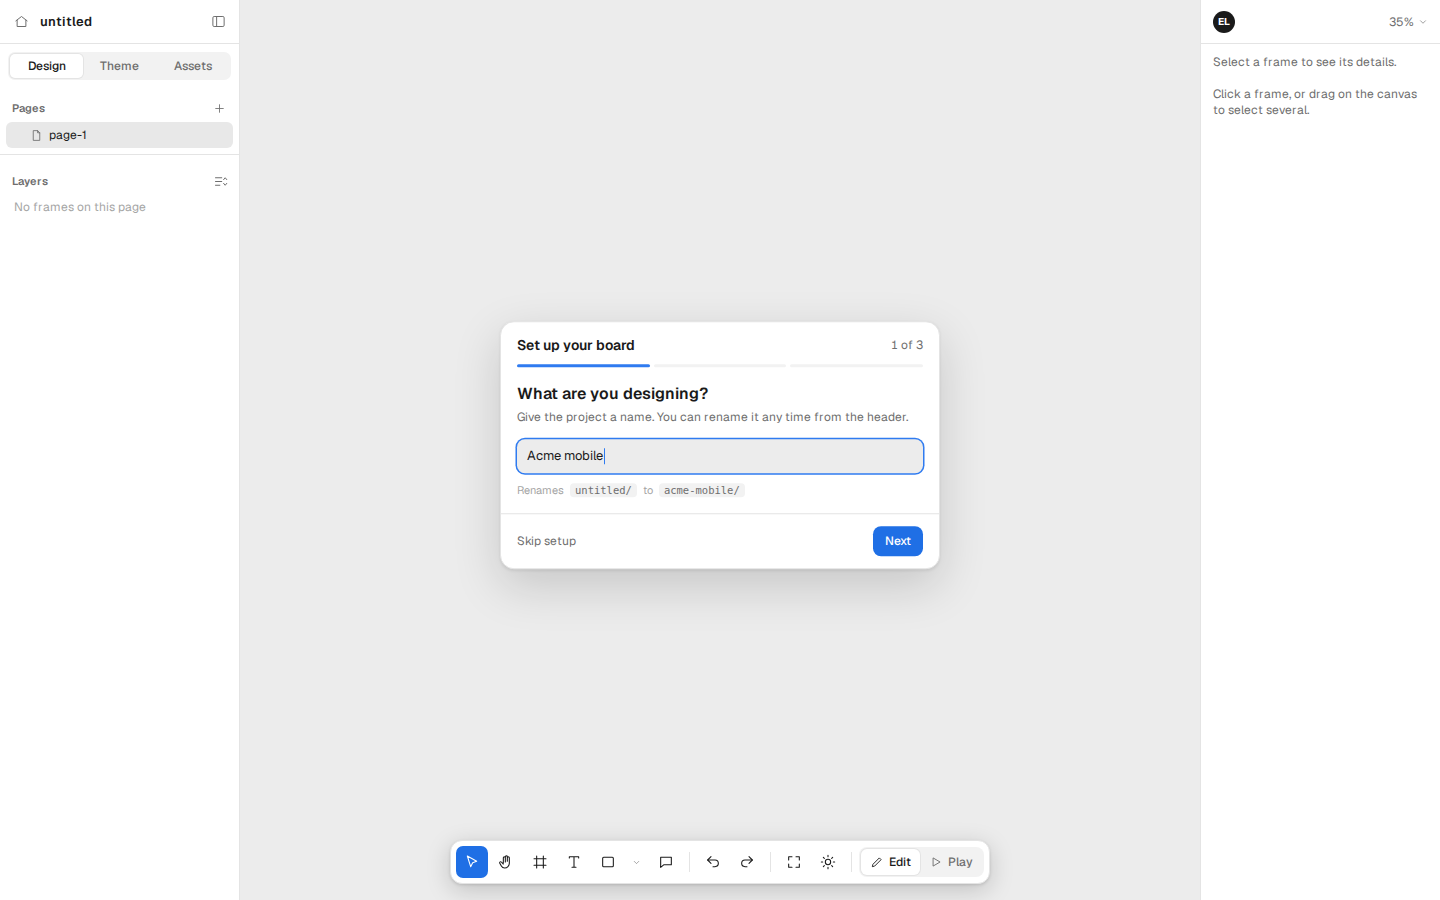 untitled
Design
Theme
Assets
Pages
page-1
Layers
No frames on this page
Set up your board
1 of 3
What are you designing?
Give the project a name. You can rename it any time from the header.
Acme mobile
Renames untitled/ to acme-mobile/
Skip setup
Next
Edit
Play
EL
35%
Select a frame to see its details.
Click a frame, or drag on the canvas
to select several.